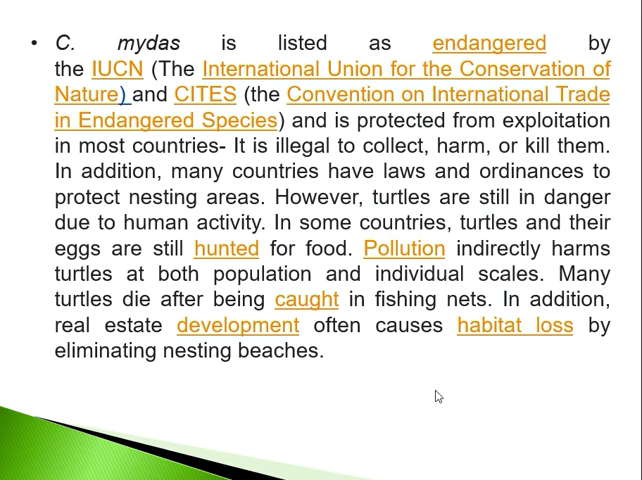 • C. mydas is listed as endangered by
the IUCN (The International Union for the Conservation of
Nature) and CITES (the Convention on International Trade
in Endangered Species) and is protected from exploitation
in most countries- It is illegal to collect, harm, or kill them.
In addition, many countries have laws and ordinances to
protect nesting areas. However, turtles are still in danger
due to human activity. In some countries, turtles and their
eggs are still hunted for food. Pollution indirectly harms
turtles at both population and individual scales. Many
turtles die after being caught in fishing nets. In addition,
real estate development often causes habitat loss by
eliminating nesting beaches.